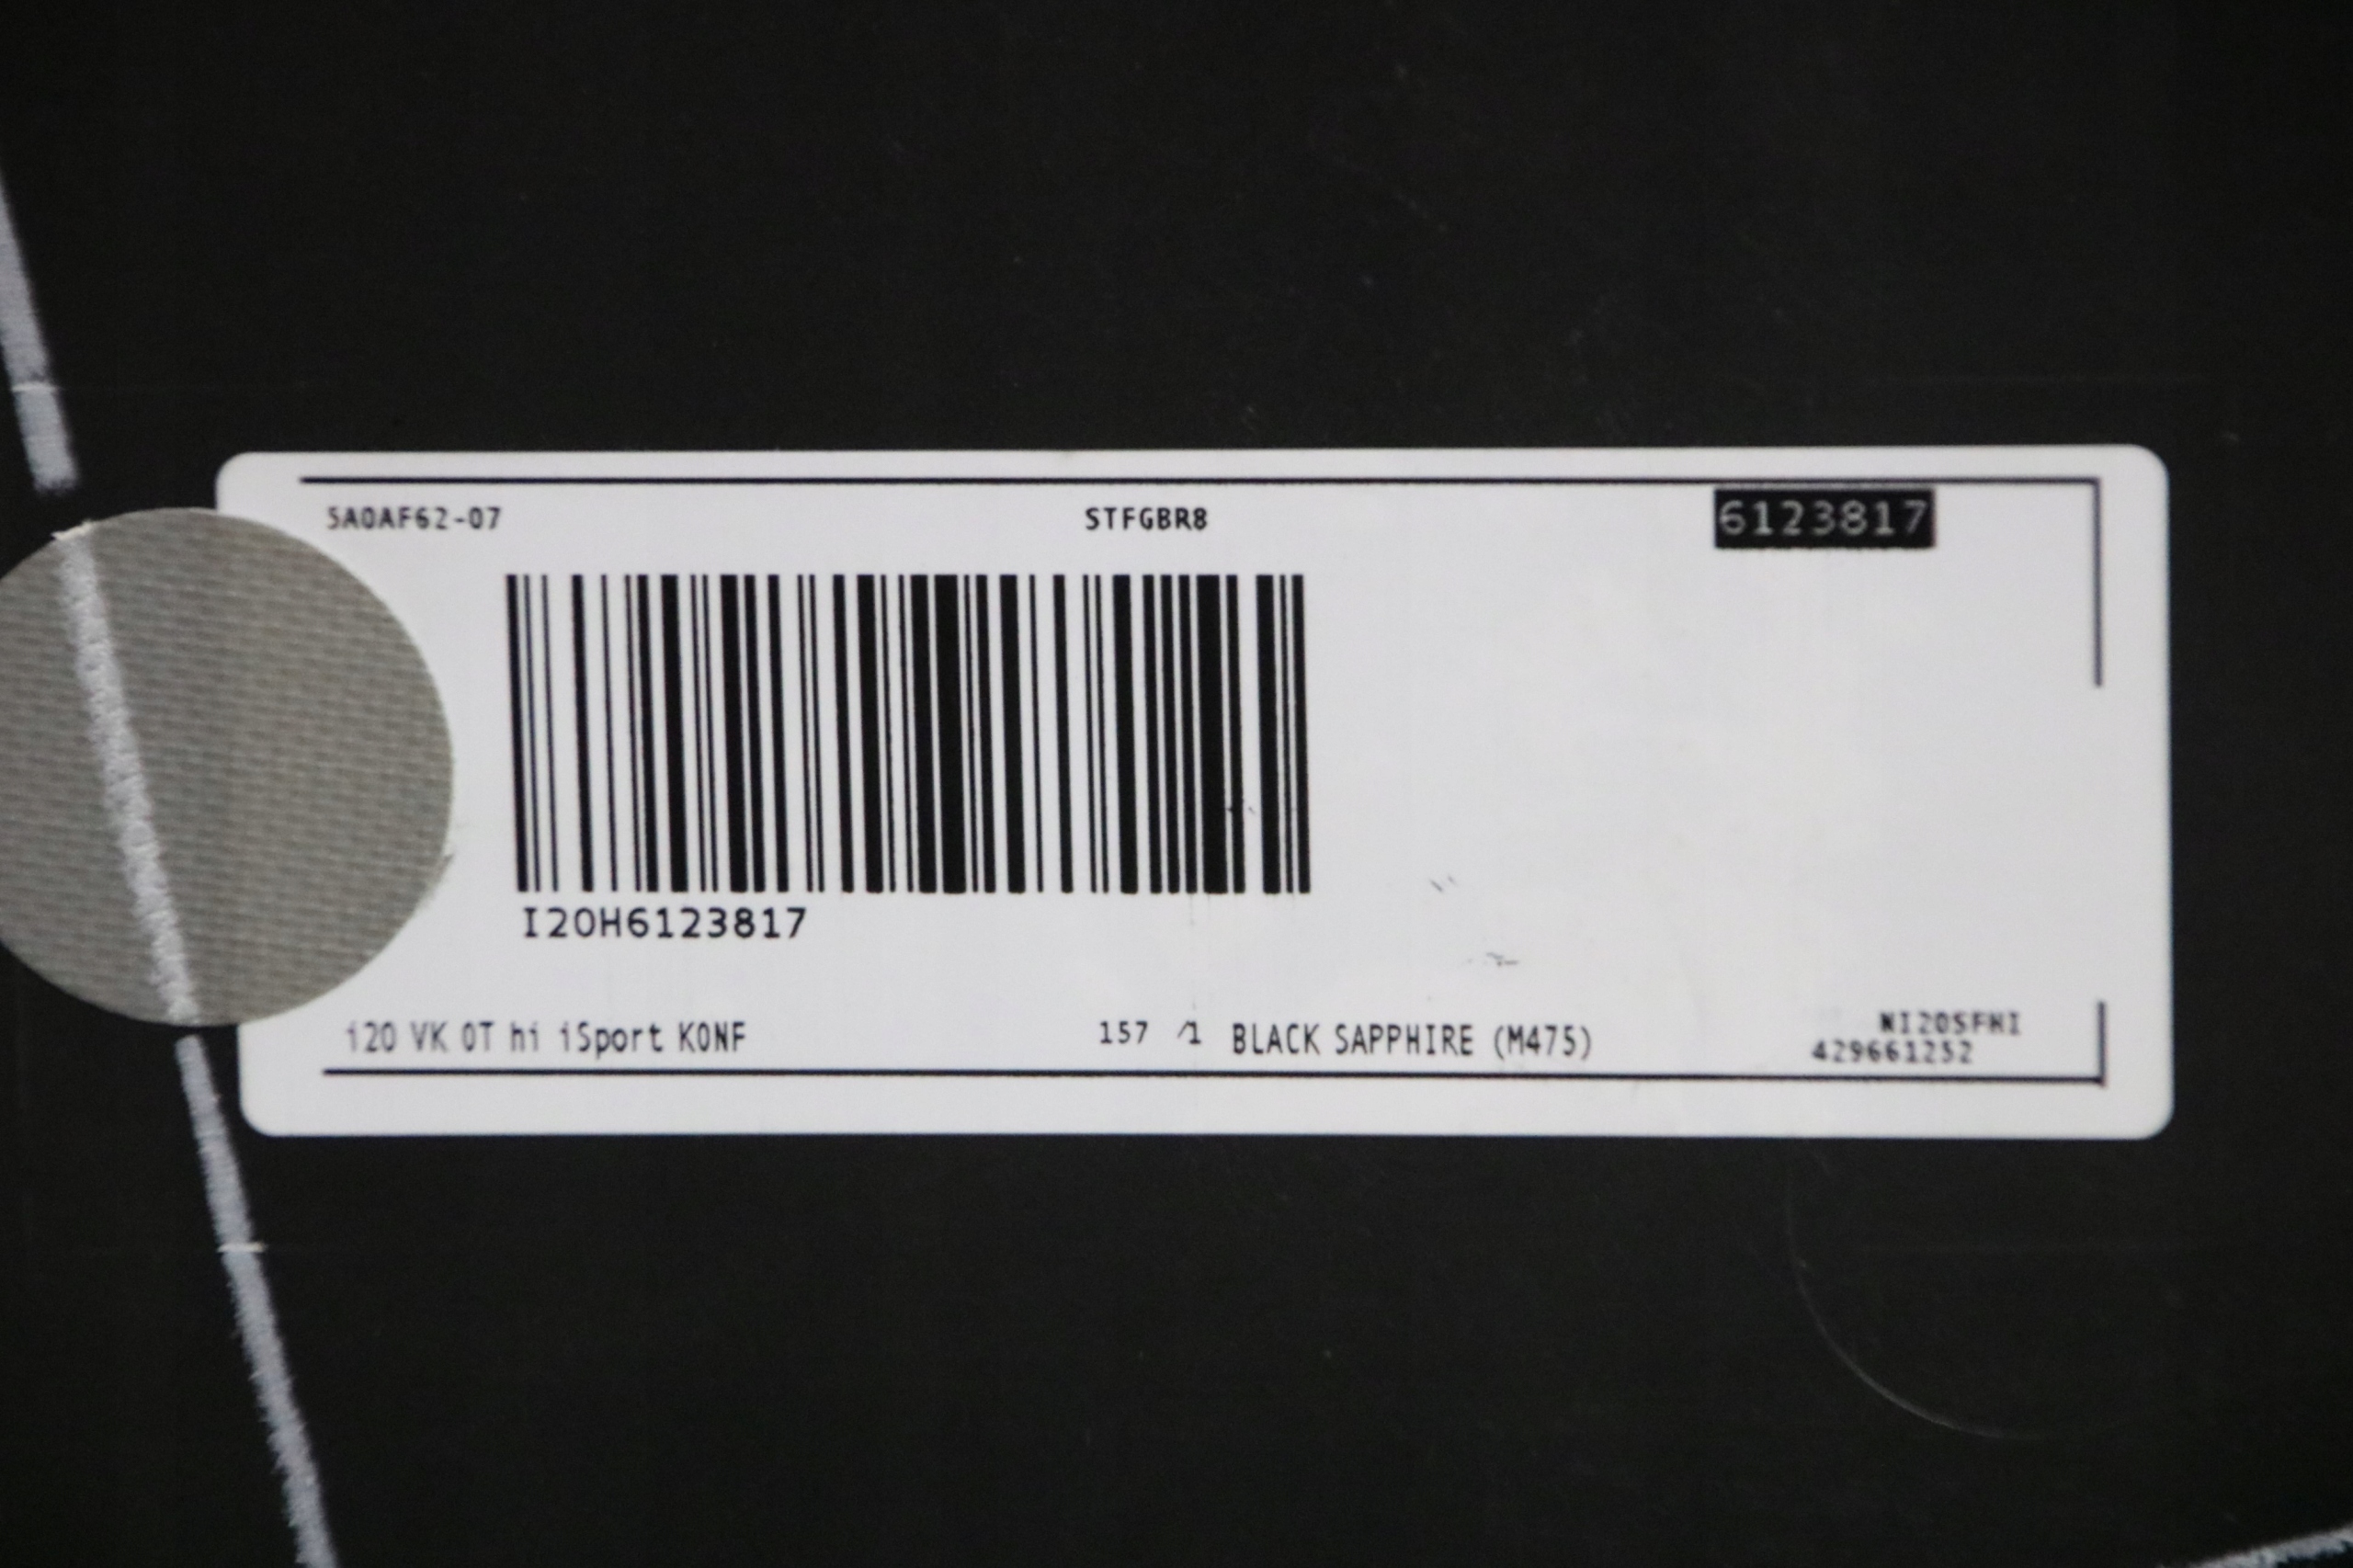 5A0AF62-07 STFGBR8 6123817
I20H6123817
i20 VK OT hi iSport KONF 157 /1 BLACK SAPPHIRE (M475)
NI20SFHI
429661252